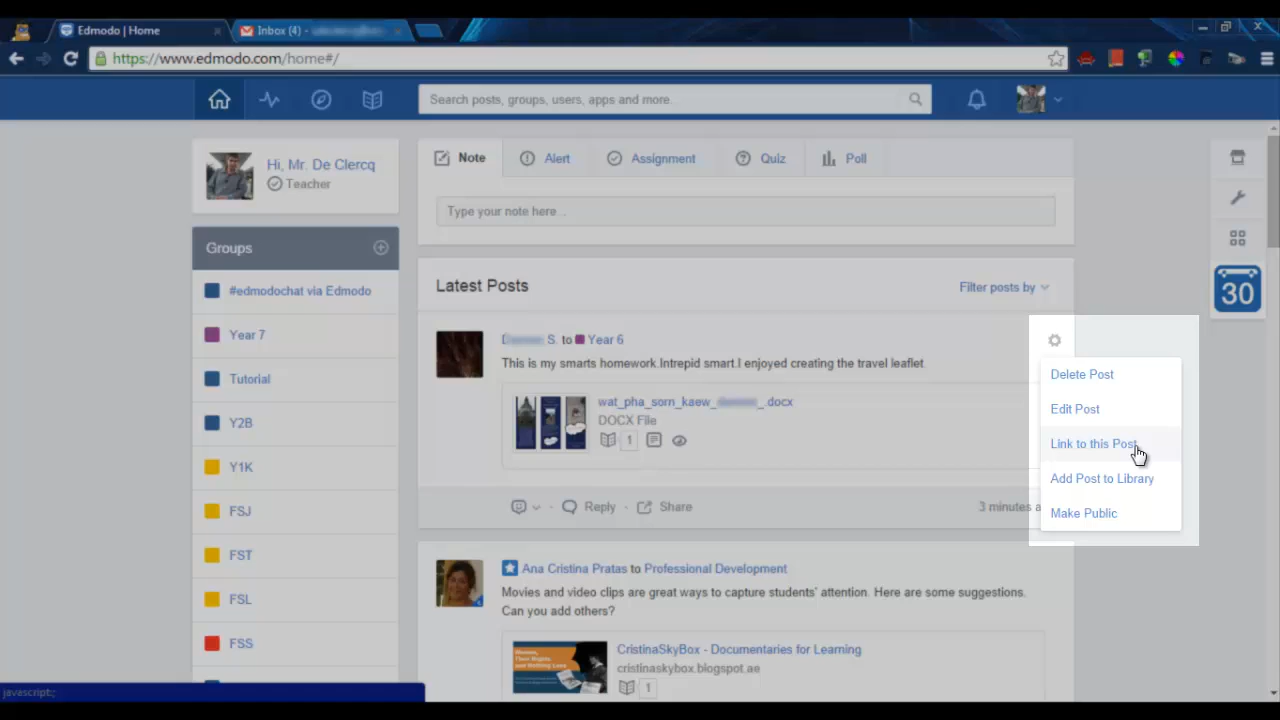 Edmodo | Home
Inbox (4) -
https://www.edmodo.com/home#/
Search posts, groups, users, apps and more.
Hi, Mr. De Clercq
Teacher
Note
Alert
Assignment
Quiz
Poll
Type your note here...
Groups
#edmodochat via Edmodo
Year 7
Tutorial
Y2B
Y1K
FSJ
FST
FSL
FSS
Latest Posts
Filter posts by
30
S. to Year 6
This is my smarts homework.Intrepid smart.I enjoyed creating the travel leaflet
wat_pha_sorn_kaew_ _.docx
DOCX File
1
Reply
Share
3 minutes a
Delete Post
Edit Post
Link to this Post
Add Post to Library
Make Public
Ana Cristina Pratas to Professional Development
Movies and video clips are great ways to capture students' attention. Here are some suggestions.
Can you add others?
CristinaSkyBox - Documentaries for Learning
cristinaskybox.blogspot.ae
1
javascript:;